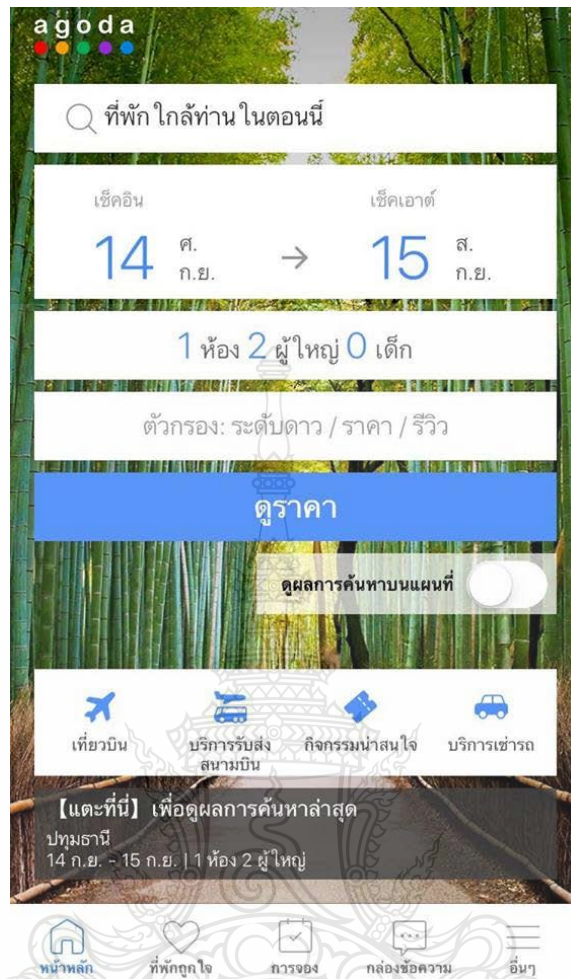 agoda
ที่พัก ใกล้ท่าน ในตอนนี้
เช็คอิน
เช็คเอาต์
14 ศ. ก.ย. → 15 ส. ก.ย.
1 ห้อง 2 ผู้ใหญ่ 0 เด็ก
ตัวกรอง: ระดับดาว / ราคา / รีวิว
ดูราคา
ดูผลการค้นหาบนแผนที่
เที่ยวบิน
บริการรับส่ง
สนามบิน
กิจกรรมน่าสนใจ
บริการเช่ารถ
【แตะที่นี่】 เพื่อดูผลการค้นหาล่าสุด
ปทุมธานี
14 ก.ย. - 15 ก.ย. | 1 ห้อง 2 ผู้ใหญ่
หน้าหลัก
ที่พักถูกใจ
การจอง
กล่องข้อความ
อื่นๆ